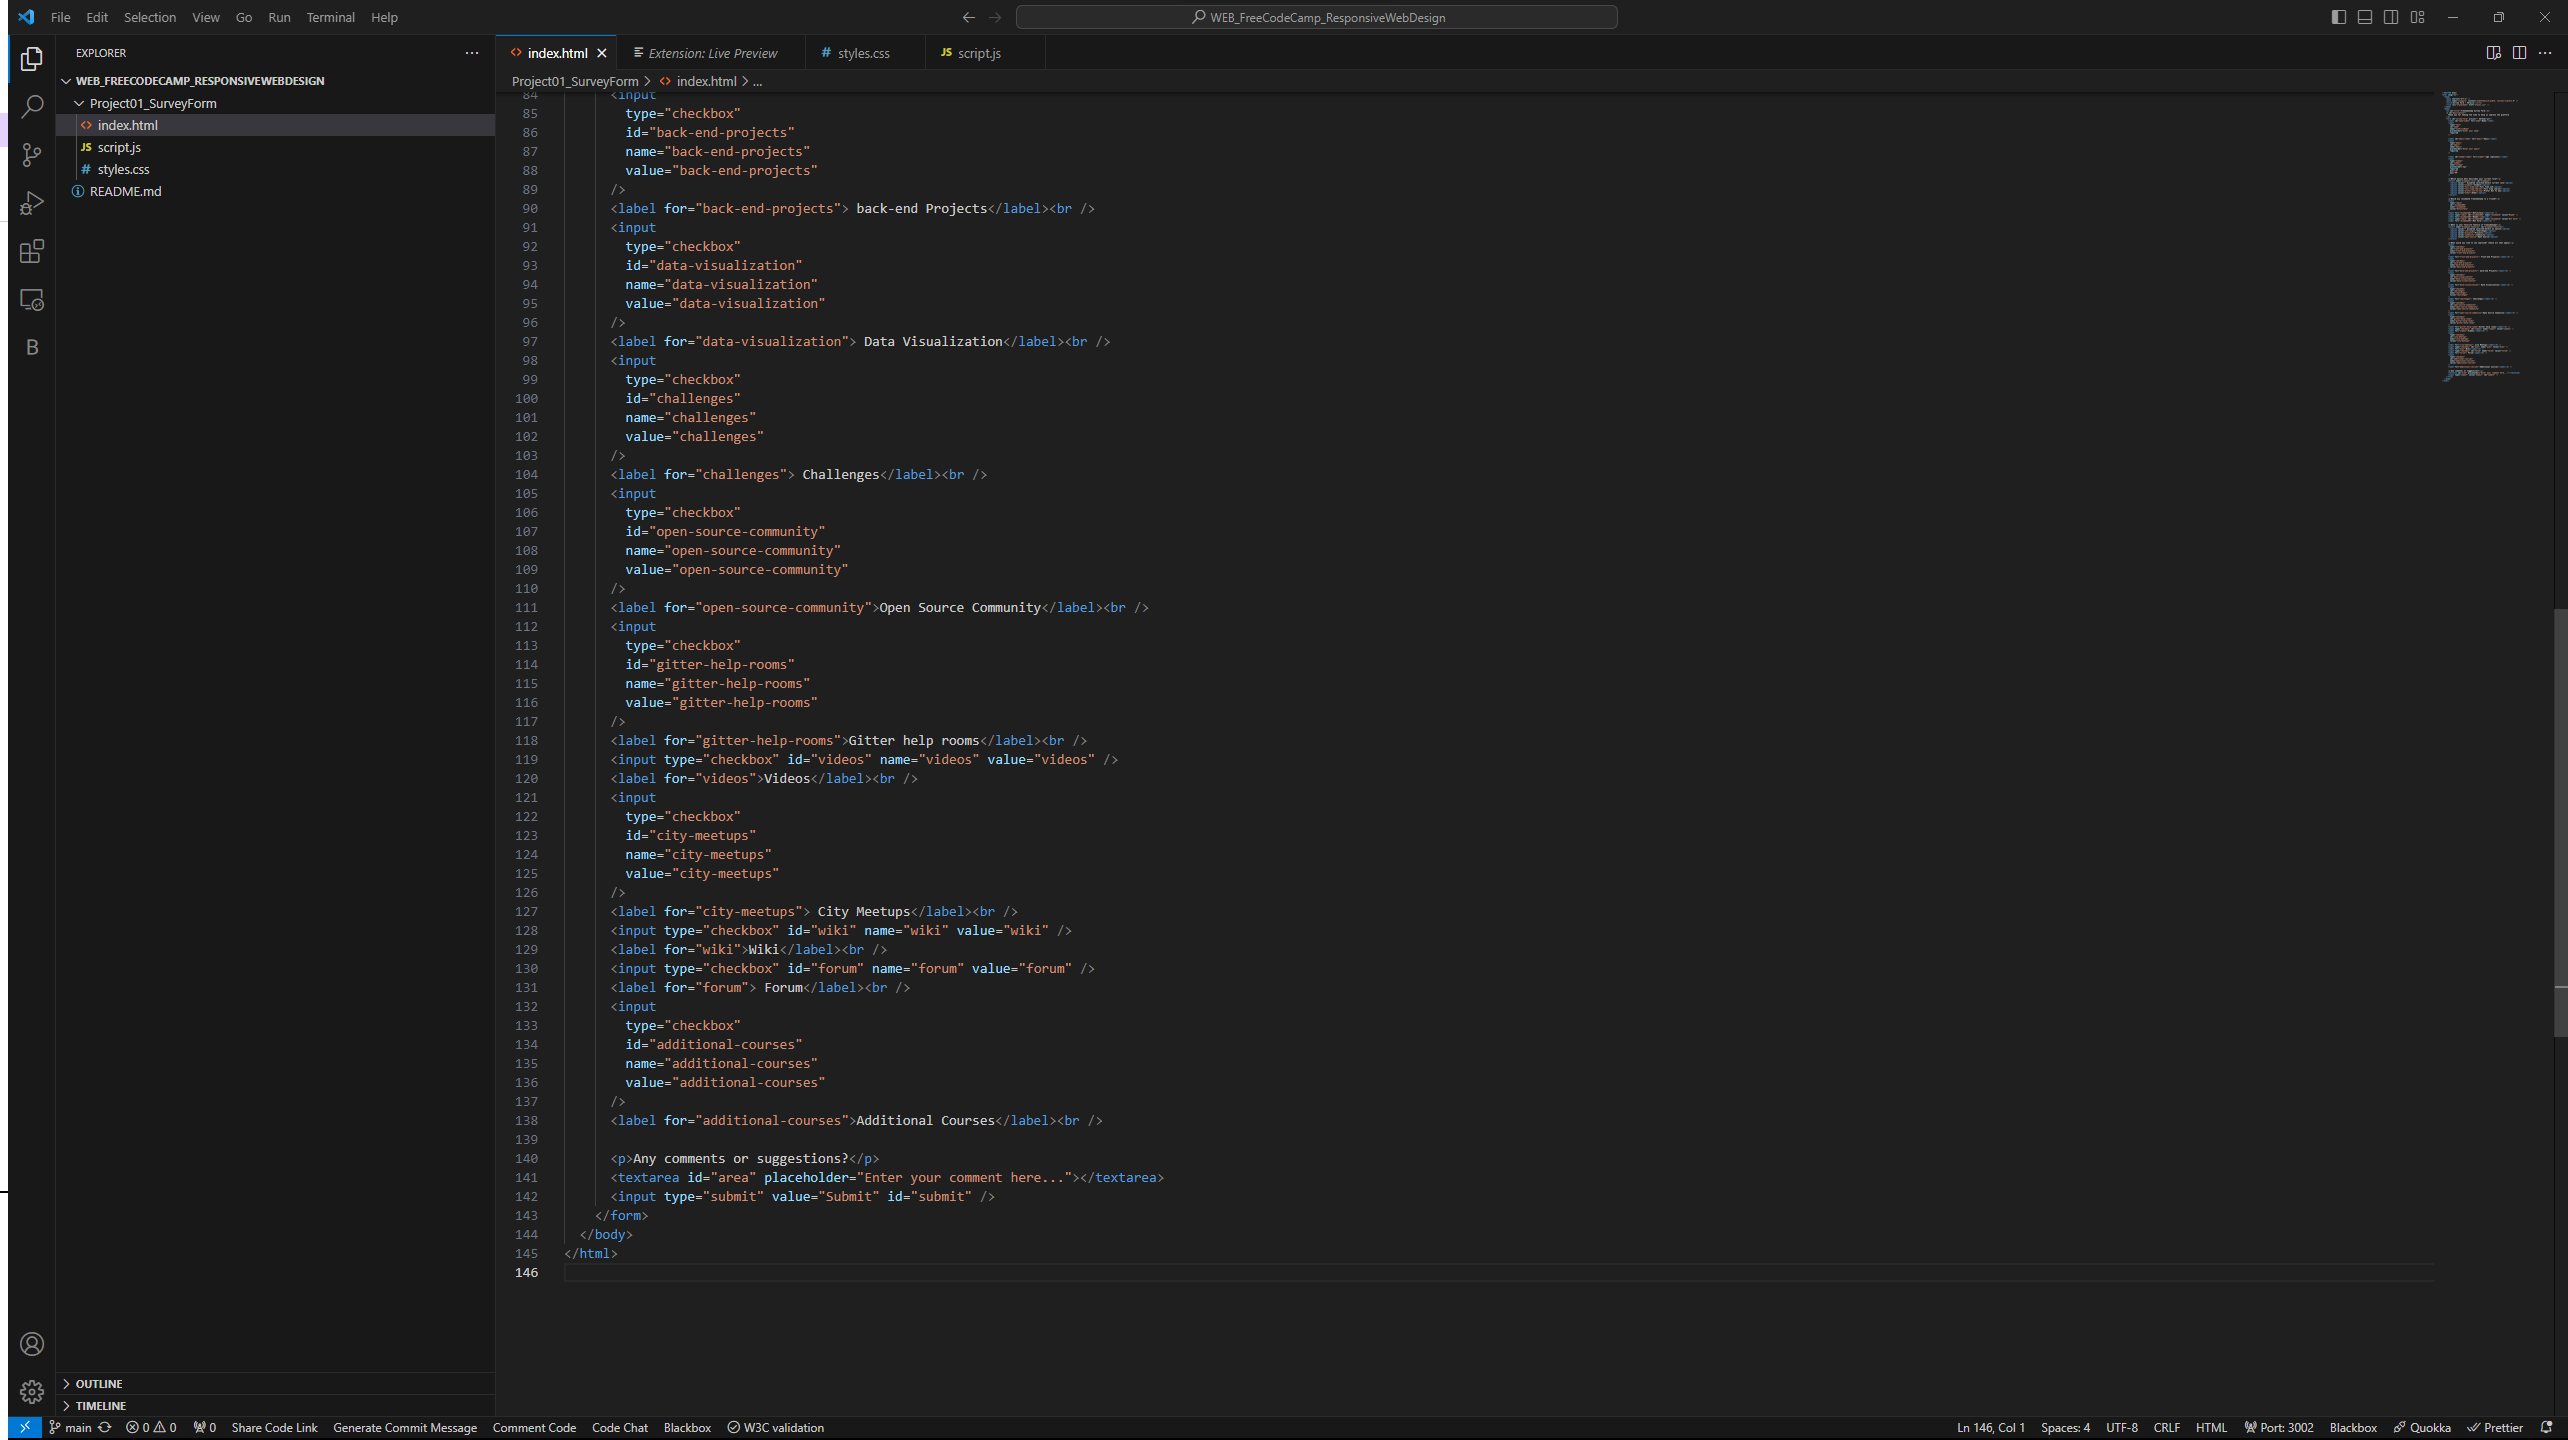 File Edit Selection View Go Run Terminal Help
WEB_FreeCodeCamp_ResponsiveWebDesign
EXPLORER
WEB_FREECODECAMP_RESPONSIVEWEBDESIGN
Project01_SurveyForm
index.html
JS script.js
# styles.css
README.md
index.html
Extension: Live Preview
# styles.css
JS script.js
Project01_SurveyForm > index.html > ...
84 <input
85 type="checkbox"
86 id="back-end-projects"
87 name="back-end-projects"
88 value="back-end-projects"
89 />
90 <label for="back-end-projects"> back-end Projects</label><br />
91 <input
92 type="checkbox"
93 id="data-visualization"
94 name="data-visualization"
95 value="data-visualization"
96 />
97 <label for="data-visualization"> Data Visualization</label><br />
98 <input
99 type="checkbox"
100 id="challenges"
101 name="challenges"
102 value="challenges"
103 />
104 <label for="challenges"> Challenges</label><br />
105 <input
106 type="checkbox"
107 id="open-source-community"
108 name="open-source-community"
109 value="open-source-community"
110 />
111 <label for="open-source-community">Open Source Community</label><br />
112 <input
113 type="checkbox"
114 id="gitter-help-rooms"
115 name="gitter-help-rooms"
116 value="gitter-help-rooms"
117 />
118 <label for="gitter-help-rooms">Gitter help rooms</label><br />
119 <input type="checkbox" id="videos" name="videos" value="videos" />
120 <label for="videos">Videos</label><br />
121 <input
122 type="checkbox"
123 id="city-meetups"
124 name="city-meetups"
125 value="city-meetups"
126 />
127 <label for="city-meetups"> City Meetups</label><br />
128 <input type="checkbox" id="wiki" name="wiki" value="wiki" />
129 <label for="wiki">Wiki</label><br />
130 <input type="checkbox" id="forum" name="forum" value="forum" />
131 <label for="forum"> Forum</label><br />
132 <input
133 type="checkbox"
134 id="additional-courses"
135 name="additional-courses"
136 value="additional-courses"
137 />
138 <label for="additional-courses">Additional Courses</label><br />
139
140 <p>Any comments or suggestions?</p>
141 <textarea id="area" placeholder="Enter your comment here..."></textarea>
142 <input type="submit" value="Submit" id="submit" />
143 </form>
144 </body>
145 </html>
146
B
OUTLINE
TIMELINE
main 0 0 0 Share Code Link Generate Commit Message Comment Code Code Chat Blackbox W3C validation
Ln 146, Col 1 Spaces: 4 UTF-8 CRLF HTML Port: 3002 Blackbox Quokka Prettier